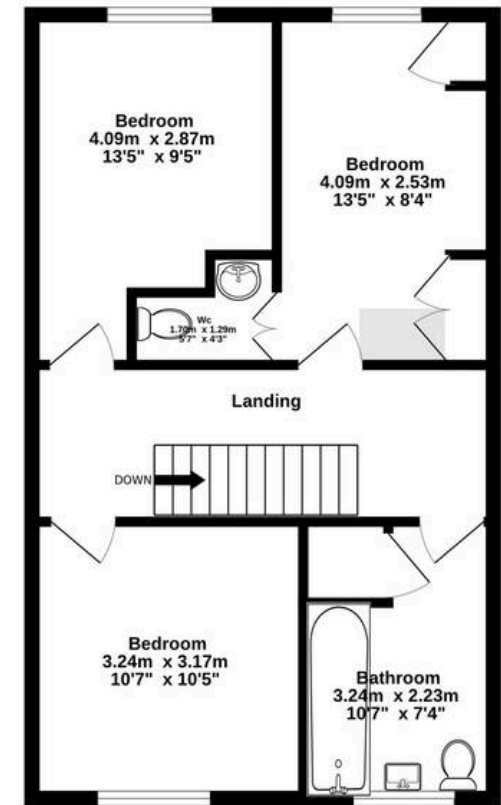 Bedroom
4.09m x 2.87m
13'5" x 9'5"
Bedroom
4.09m x 2.53m
13'5" x 8'4"
Wc
1.70m x 1.29m
5'7" x 4'3"
Landing
DOWN
Bedroom
3.24m x 3.17m
10'7" x 10'5"
Bathroom
3.24m x 2.23m
10'7" x 7'4"